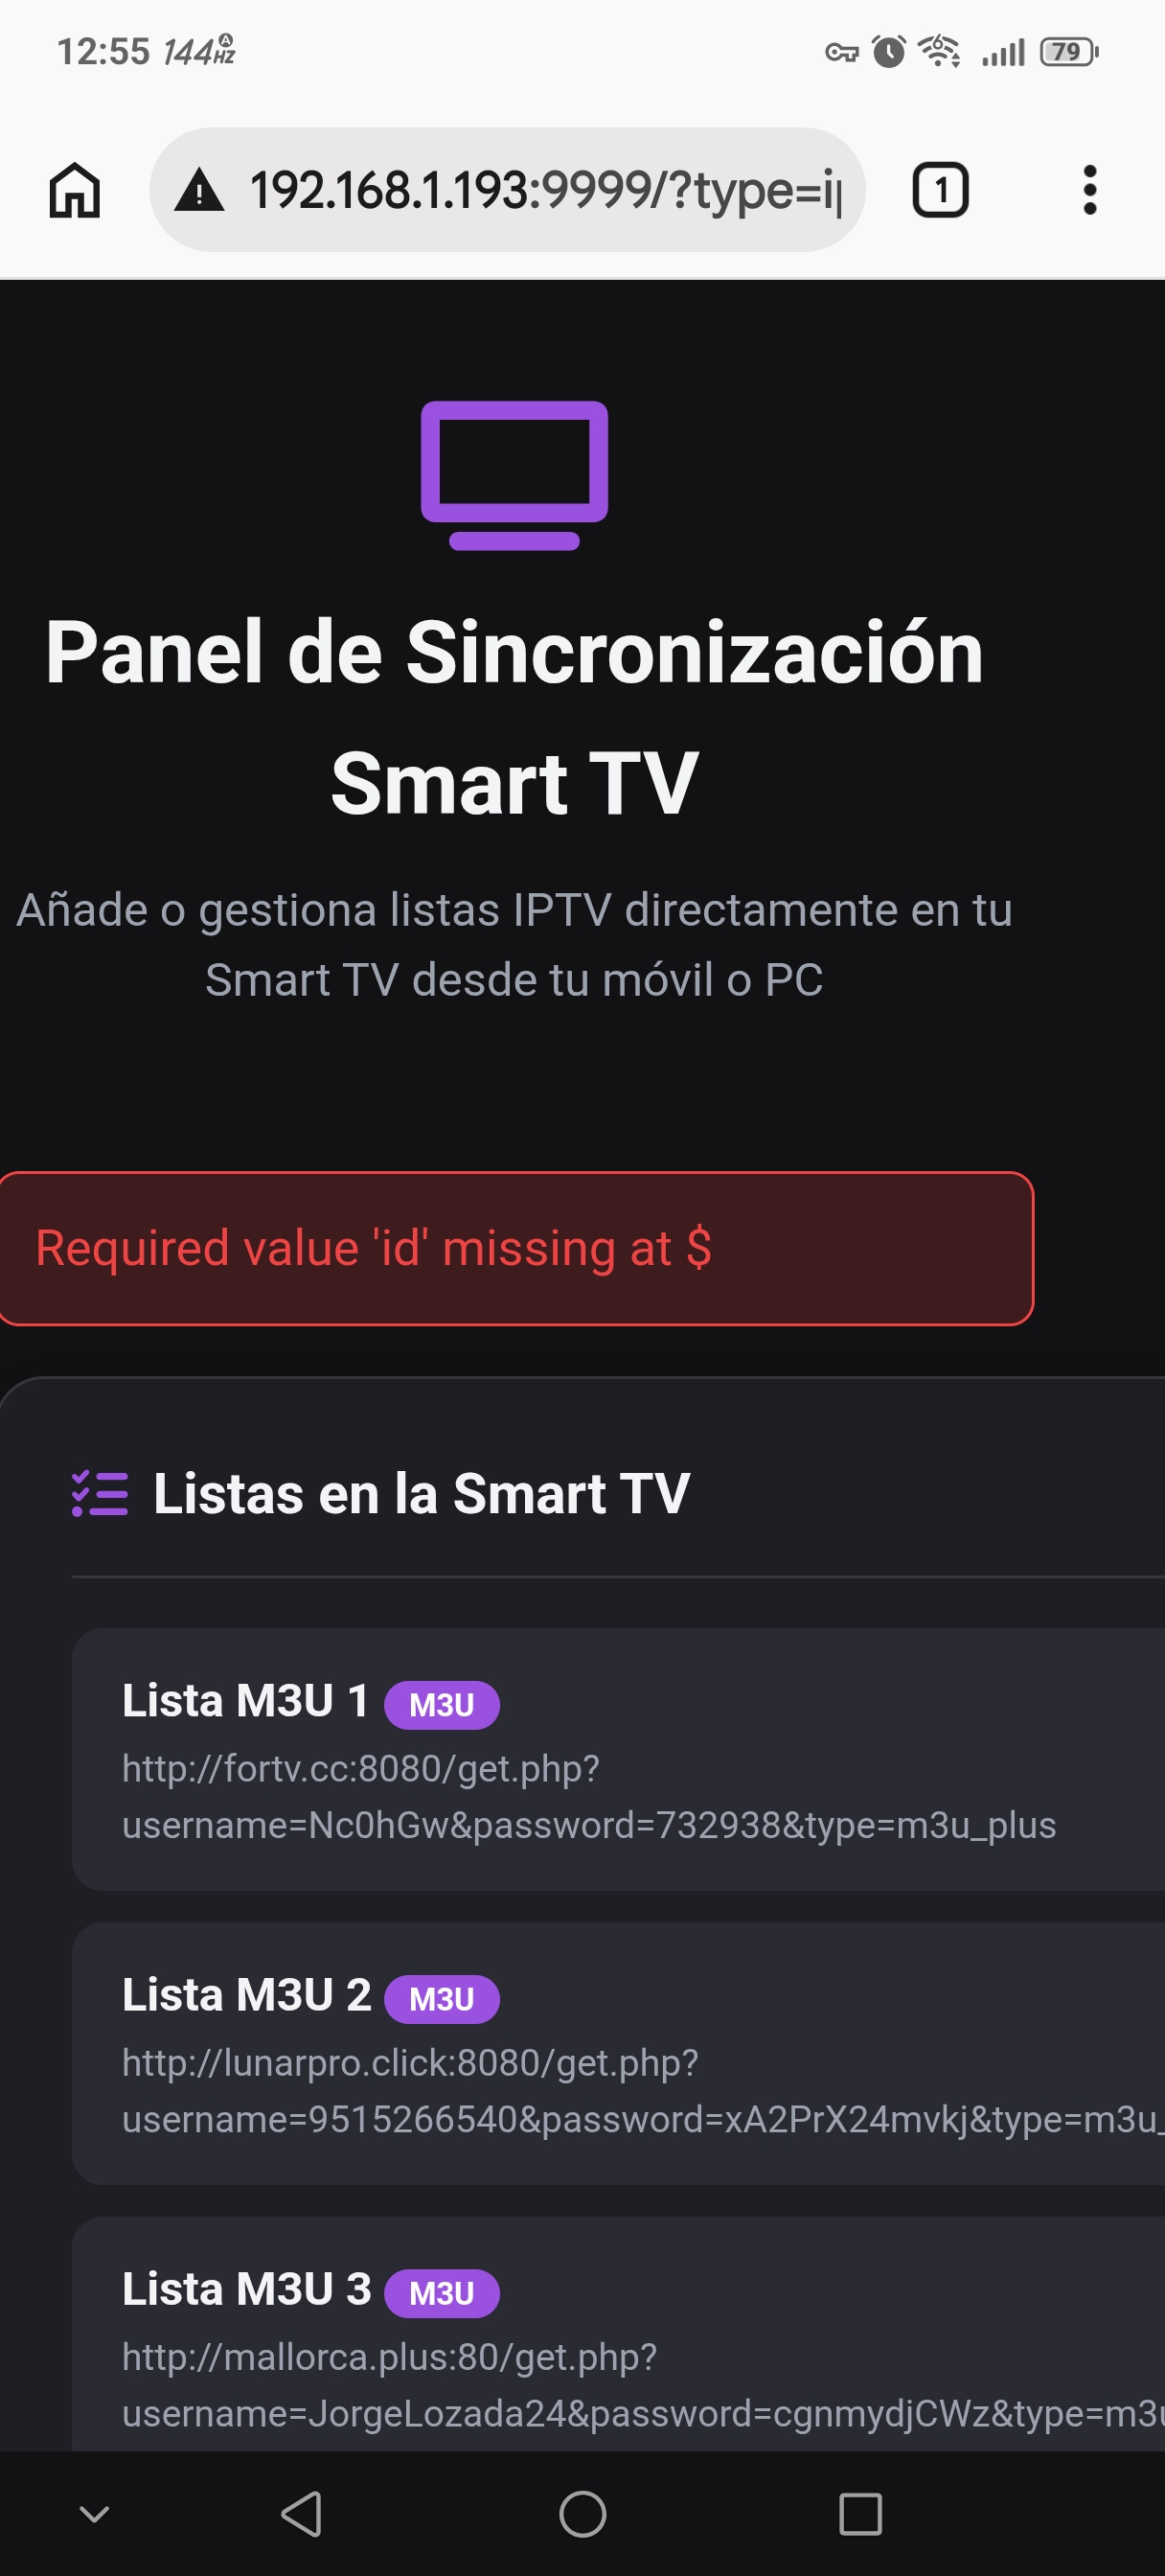 12:55 144HZ
79
192.168.1.193:9999/?type=i
1
Panel de Sincronización
Smart TV
Añade o gestiona listas IPTV directamente en tu
Smart TV desde tu móvil o PC
Required value 'id' missing at $
Listas en la Smart TV
Lista M3U 1 M3U
http://fortv.cc:8080/get.php?
username=Nc0hGw&password=732938&type=m3u_plus
Lista M3U 2 M3U
http://lunarpro.click:8080/get.php?
username=9515266540&password=xA2PrX24mvkj&type=m3u_
Lista M3U 3 M3U
http://mallorca.plus:80/get.php?
username=JorgeLozada24&password=cgnmydjCWz&type=m3u